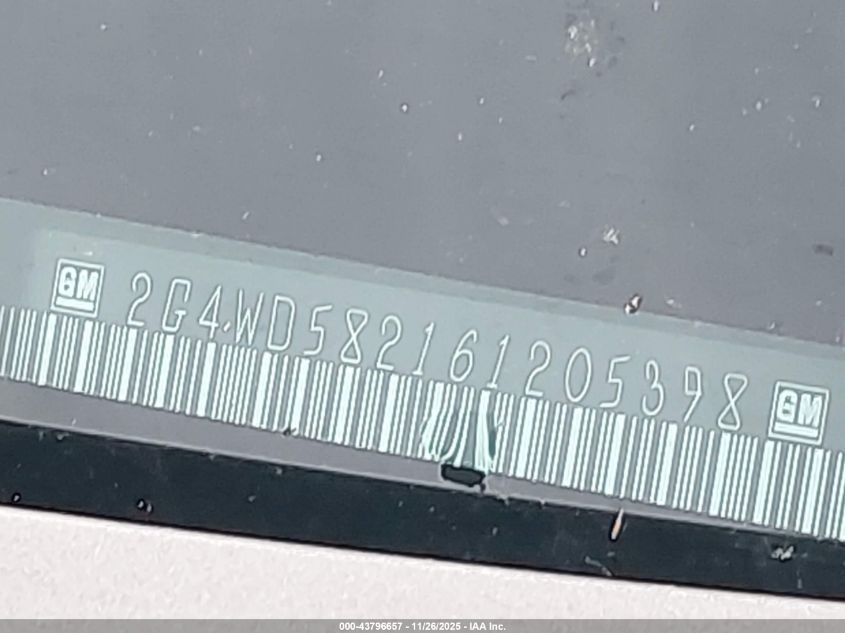 GM 2G4WD582161205398 GM
000-43796657 - 11/26/2025 - IAA Inc.